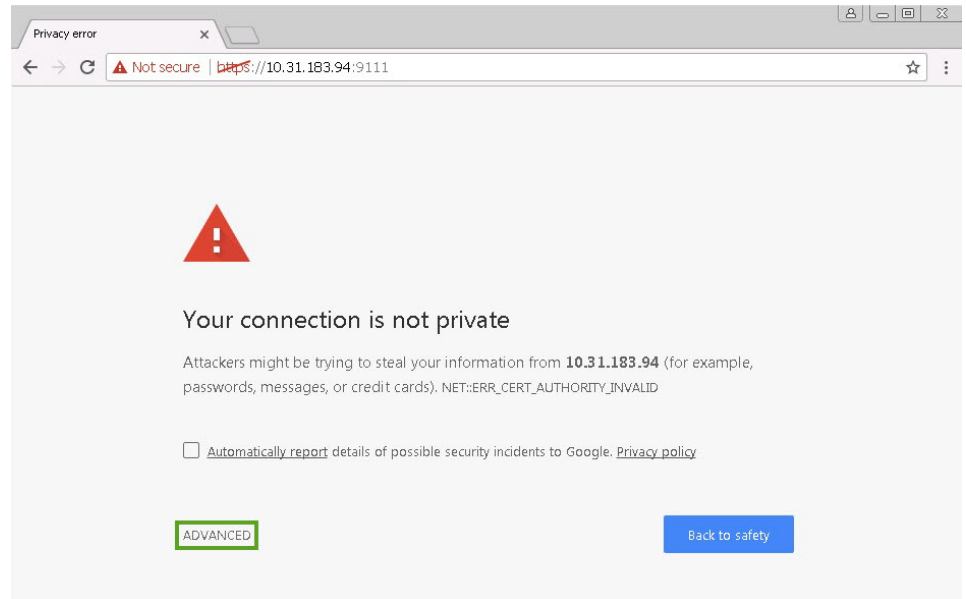 Privacy error
Not secure | https://10.31.183.94:9111
Your connection is not private
Attackers might be trying to steal your information from 10.31.183.94 (for example,
passwords, messages, or credit cards). NET::ERR_CERT_AUTHORITY_INVALID
Automatically report details of possible security incidents to Google. Privacy policy
ADVANCED
Back to safety